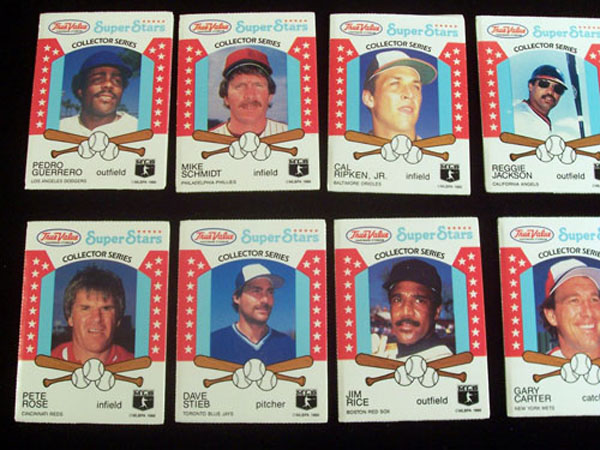 True Value Super Stars
COLLECTOR SERIES
PEDRO
GUERRERO outfield
LOS ANGELES DODGERS
True Value Super Stars
COLLECTOR SERIES
MIKE
SCHMIDT infield
PHILADELPHIA PHILLIES
True Value Super Stars
COLLECTOR SERIES
CAL
RIPKEN, JR. infield
BALTIMORE ORIOLES
True Value Super
COLLECTOR SERIES
REGGIE
JACKSON outfield
CALIFORNIA ANGELS
True Value Super Stars
COLLECTOR SERIES
PETE
ROSE infield
CINCINNATI REDS
True Value Super Stars
COLLECTOR SERIES
DAVE
STIEB pitcher
TORONTO BLUE JAYS
True Value Super Stars
COLLECTOR SERIES
JIM
RICE outfield
BOSTON RED SOX
True Value Super
COLLECTOR SERI
GARY
CARTER catc
NEW YORK METS